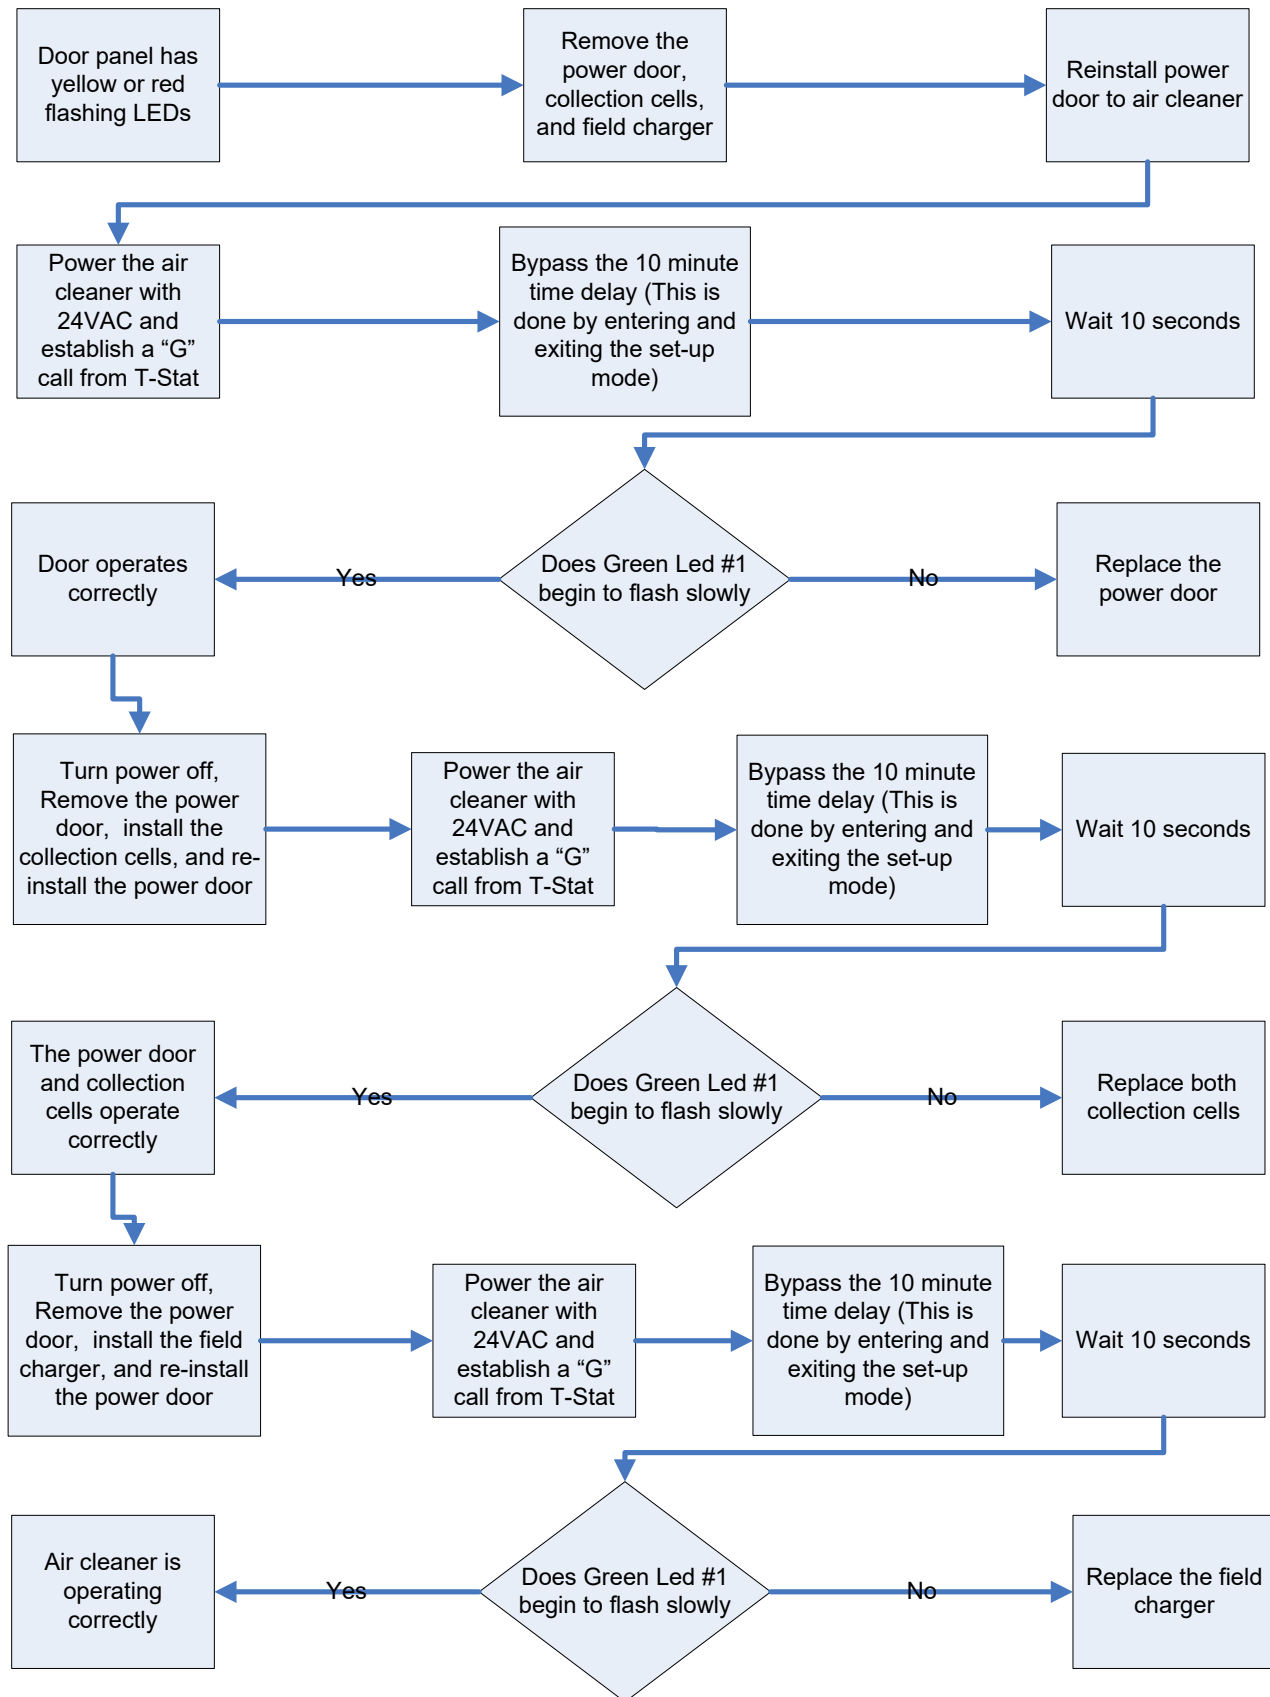 Door panel has
yellow or red
flashing LEDs
Remove the
power door,
collection cells,
and field charger
Reinstall power
door to air cleaner
Power the air
cleaner with
24VAC and
establish a “G”
call from T-Stat
Bypass the 10 minute
time delay (This is
done by entering and
exiting the set-up
mode)
Wait 10 seconds
Door operates
correctly
Yes
Does Green Led #1
begin to flash slowly
No
Replace the
power door
Turn power off,
Remove the power
door,  install the
collection cells, and re-
install the power door
Power the air
cleaner with
24VAC and
establish a “G”
call from T-Stat
Bypass the 10 minute
time delay (This is
done by entering and
exiting the set-up
mode)
Wait 10 seconds
The power door
and collection
cells operate
correctly
Yes
Does Green Led #1
begin to flash slowly
No
Replace both
collection cells
Turn power off,
Remove the power
door,  install the field
charger, and re-install
the power door
Power the air
cleaner with
24VAC and
establish a “G”
call from T-Stat
Bypass the 10 minute
time delay (This is
done by entering and
exiting the set-up
mode)
Wait 10 seconds
Air cleaner is
operating
correctly
Yes
Does Green Led #1
begin to flash slowly
No
Replace the field
charger